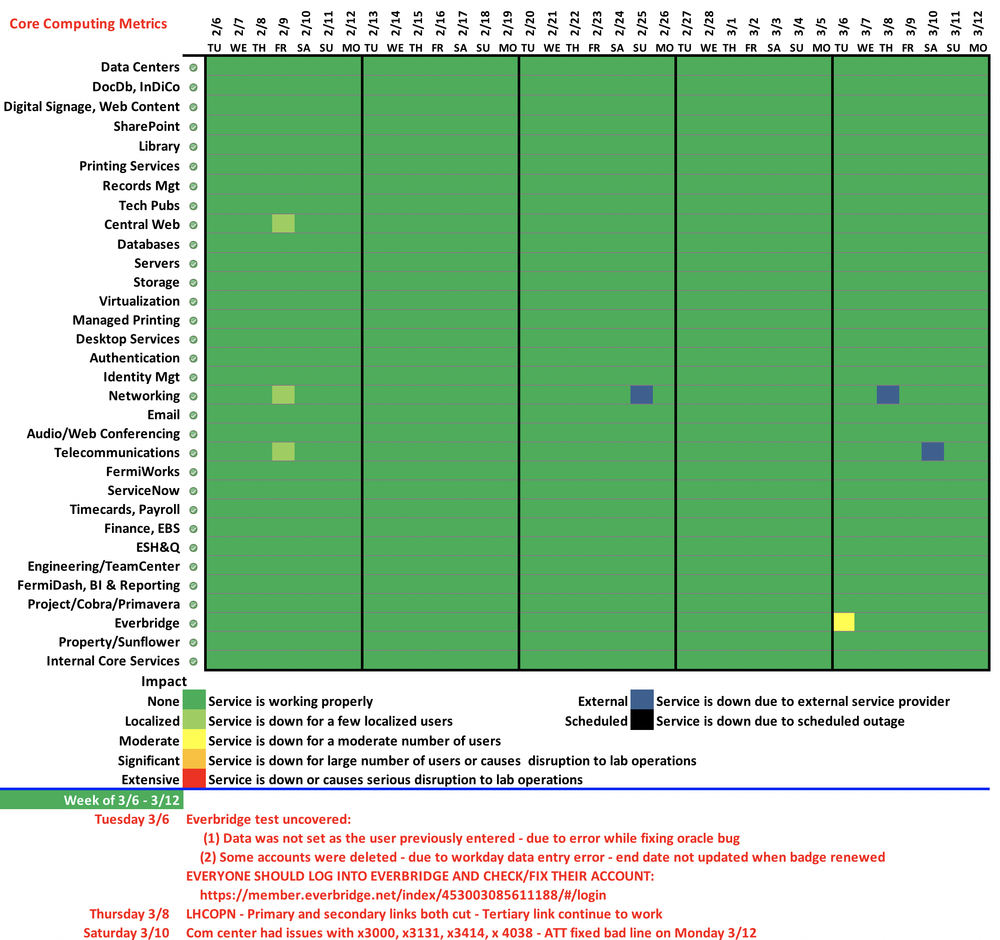 Core Computing Metrics
2/6 2/7 2/8 2/9 2/10 2/11 2/12 2/13 2/14 2/15 2/16 2/17 2/18 2/19 2/20 2/21 2/22 2/23 2/24 2/25 2/26 2/27 2/28 3/1 3/2 3/3 3/4 3/5 3/6 3/7 3/8 3/9 3/10 3/11 3/12
TU WE TH FR SA SU MO TU WE TH FR SA SU MO TU WE TH FR SA SU MO TU WE TH FR SA SU MO TU WE TH FR SA SU MO
Data Centers
DocDb, InDiCo
Digital Signage, Web Content
SharePoint
Library
Printing Services
Records Mgt
Tech Pubs
Central Web
Databases
Servers
Storage
Virtualization
Managed Printing
Desktop Services
Authentication
Identity Mgt
Networking
Email
Audio/Web Conferencing
Telecommunications
FermiWorks
ServiceNow
Timecards, Payroll
Finance, EBS
ESH&Q
Engineering/TeamCenter
FermiDash, BI & Reporting
Project/Cobra/Primavera
Everbridge
Property/Sunflower
Internal Core Services
Impact
None Service is working properly External Service is down due to external service provider
Localized Service is down for a few localized users Scheduled Service is down due to scheduled outage
Moderate Service is down for a moderate number of users
Significant Service is down for large number of users or causes  disruption to lab operations
Extensive Service is down or causes serious disruption to lab operations
Week of 3/6 - 3/12
Tuesday 3/6 Everbridge test uncovered:
(1) Data was not set as the user previously entered - due to error while fixing oracle bug
(2) Some accounts were deleted - due to workday data entry error - end date not updated when badge renewed
EVERYONE SHOULD LOG INTO EVERBRIDGE AND CHECK/FIX THEIR ACCOUNT:
https://member.everbridge.net/index/453003085611188/#/login
Thursday 3/8 LHCOPN - Primary and secondary links both cut - Tertiary link continue to work
Saturday 3/10 Com center had issues with x3000, x3131, x3414, x 4038 - ATT fixed bad line on Monday 3/12